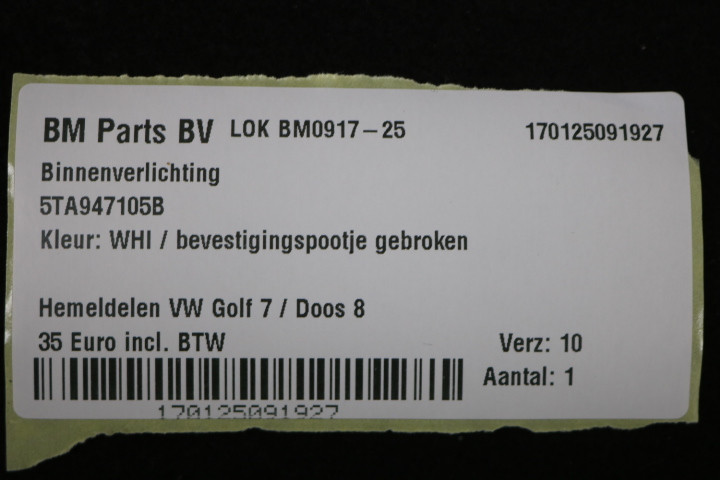 BM Parts BV LOK BM0917-25 170125091927
Binnenverlichting
5TA947105B
Kleur: WHI / bevestigingspootje gebroken
Hemeldelen VW Golf 7 / Doos 8
35 Euro incl. BTW Verz: 10
Aantal: 1
170125091927